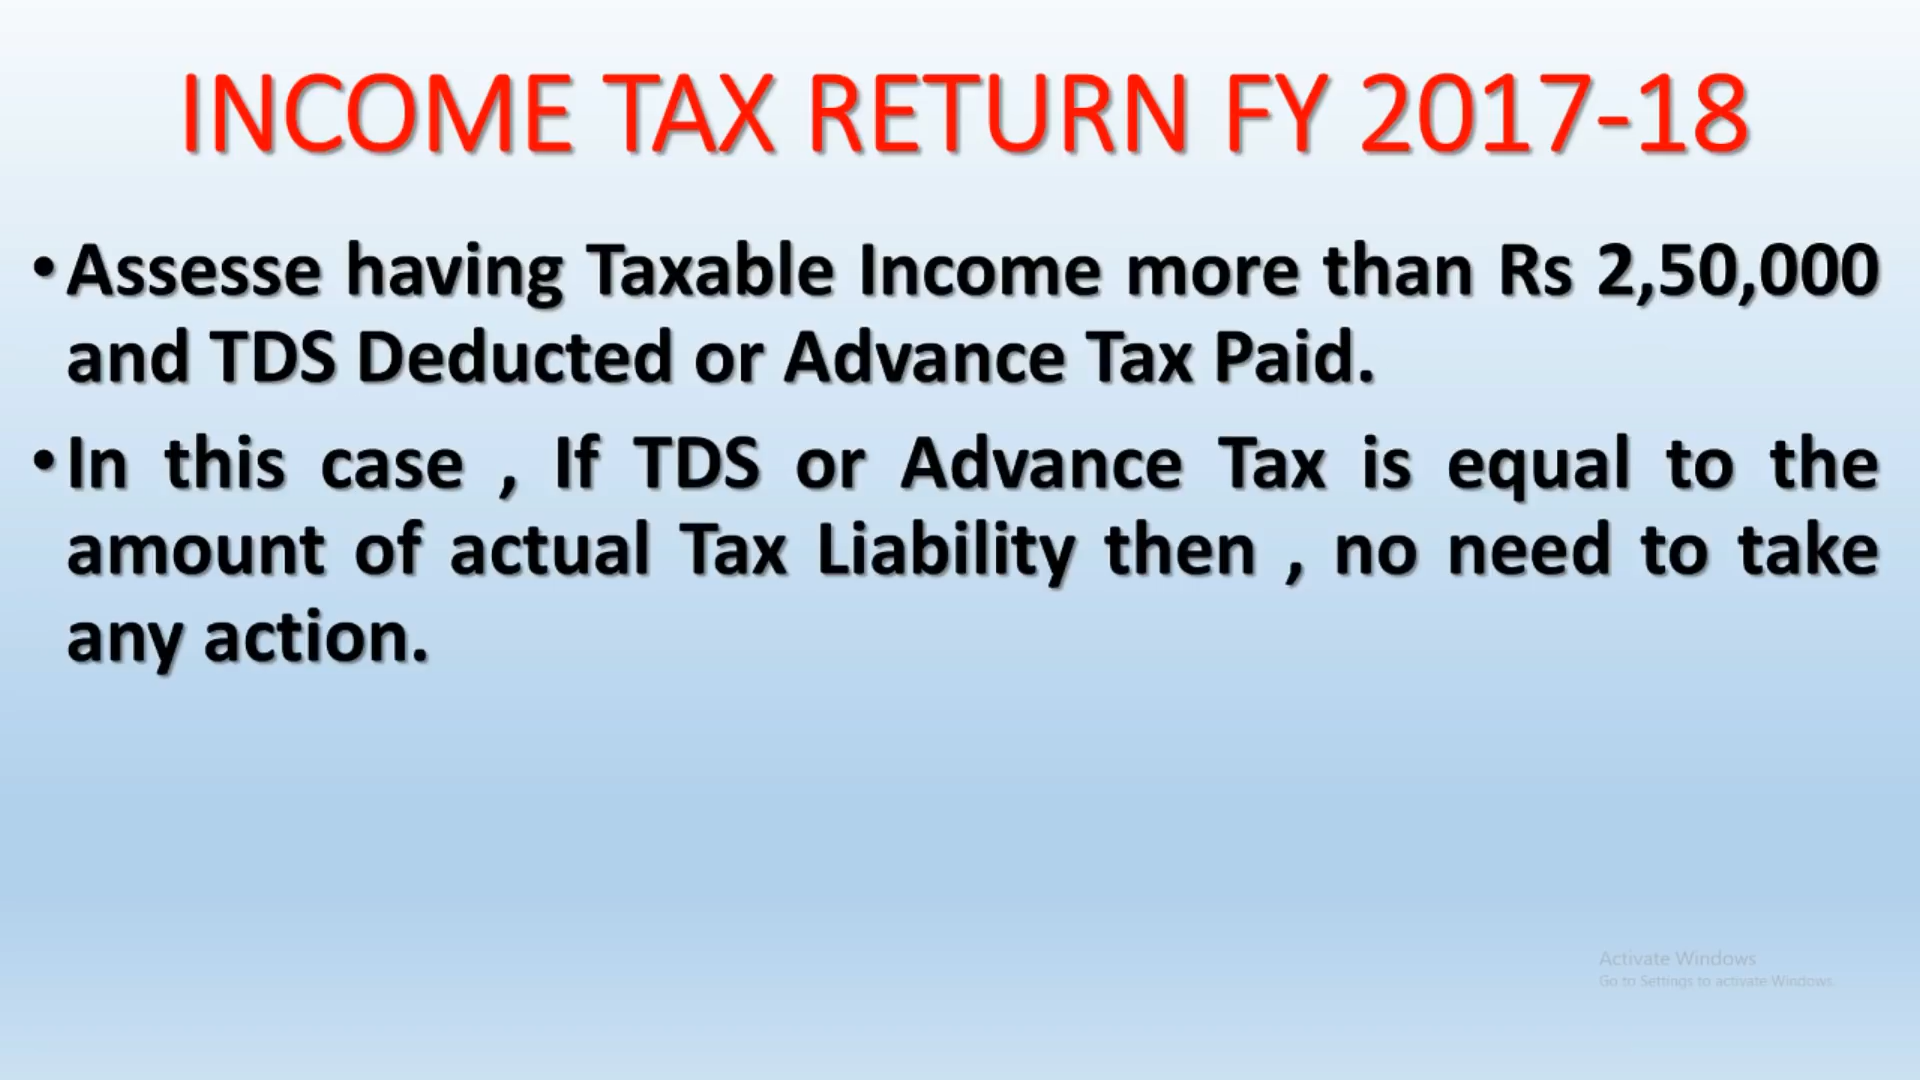 INCOME TAX RETURN FY 2017-18
•Assesse having Taxable Income more than Rs 2,50,000
and TDS Deducted or Advance Tax Paid.
•In this case , If TDS or Advance Tax is equal to the
amount of actual Tax Liability then , no need to take
any action.
Activate Windows
Go to Settings to activate Windows.